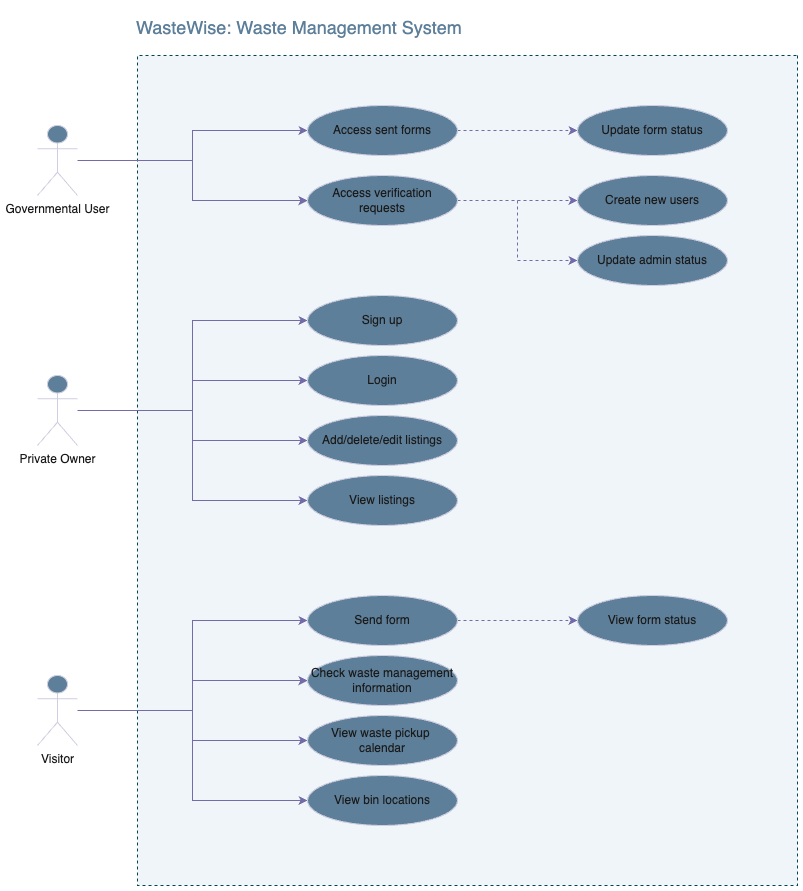 WasteWise: Waste Management System
Governmental User
Access sent forms
Update form status
Access verification
requests
Create new users
Update admin status
Private Owner
Sign up
Login
Add/delete/edit listings
View listings
Visitor
Send form
View form status
Check waste management
information
View waste pickup
calendar
View bin locations